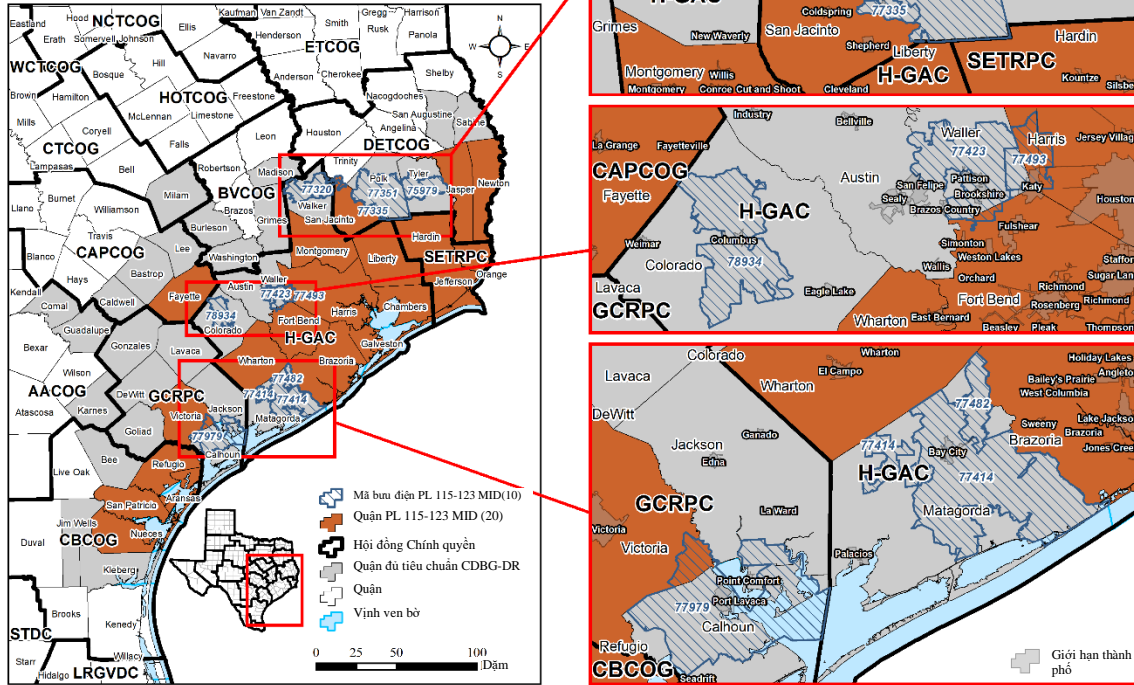 NCTCOG
Eastland
Hood
Johnson
Ellis
Kaufman
Van Zandt
Smith
Gregg
Harrison
Rusk
Panola
Erath
Somervell
Navarro
Henderson
ETCOG
WCTCOG
Bosque
Hill
Anderson
Cherokee
Shelby
Brown
Hamilton
HOTCOG
Freestone
Nacogdoches
Mills
McLennan
Limestone
San Augustine
Coryell
Falls
Leon
Houston
Angelina
Sabine
CTCOG
Lampasas
Bell
Robertson
DETCOG
Trinity
Madison
Burnet
Milam
BVCOG
Polk
Tyler
77320
77351
75979
Jasper
Newton
Llano
Williamson
Brazos
Walker
77335
Grimes
San Jacinto
Travis
Burleson
Hardin
Blanco
CAPCOG
Lee
Washington
Montgomery
Liberty
SETRPC
Hays
Bastrop
Orange
Kendall
Comal
Caldwell
Fayette
Austin
Waller
77423
77493
Harris
Jefferson
Chambers
Guadalupe
78934
Fort Bend
Colorado
H-GAC
Galveston
Bexar
Gonzales
Lavaca
Wilson
Wharton
Brazoria
AACOG
GCRPC
77482
Atascosa
Karnes
DeWitt
Jackson
77414
77414
Victoria
Matagorda
Goliad
77979
Calhoun
Bee
Live Oak
Refugio
Aransas
San Patricio
Jim Wells
Nueces
Duval
CBCOG
Kleberg
Brooks
Kenedy
STDC
Starr
Willacy
Hidalgo
LRGVDC
N
W
E
S
Mã bưu điện PL 115-123 MID(10)
Quận PL 115-123 MID (20)
Hội đồng Chính quyền
Quận đủ tiêu chuẩn CDBG-DR
Quận
Vịnh ven bờ
0 25 50 100
Dặm
H-GAC
Coldspring
77335
Grimes
New Waverly
San Jacinto
Hardin
Shepherd
Liberty
Montgomery
Willis
H-GAC
SETRPC
Kountze
Montgomery
Conroe
Cut and Shoot
Cleveland
Silsbe
Industry
Bellville
Waller
77423
Harris
La Grange
Fayetteville
Jersey Villag
77493
CAPCOG
Austin
Fayette
San Felipe
Pattison
Sealy
Brookshire
Katy
Brazos Country
Houston
H-GAC
Weimar
Columbus
Fulshear
Simonton
Weston Lakes
Stafford
Colorado
78934
Wallis
Orchard
Sugar Lan
Lavaca
Eagle Lake
Richmond
Fort Bend
Rosenberg
Richmond
GCRPC
Wharton
East Bernard
Beasley
Pleak
Thompson
Colorado
Wharton
Holiday Lakes
Lavaca
El Campo
Angleto
Wharton
Bailey's Prairie
West Columbia
DeWitt
77482
Sweeny
Lake Jackso
Brazoria
Brazoria
Jackson
Ganado
77414
Bay City
Jones Cree
Edna
H-GAC
77414
GCRPC
La Ward
Matagorda
Victoria
Victoria
Palacios
Point Comfort
Port Lavaca
77979
Calhoun
Refugio
CBCOG
Seadrift
Giới hạn thành
phố